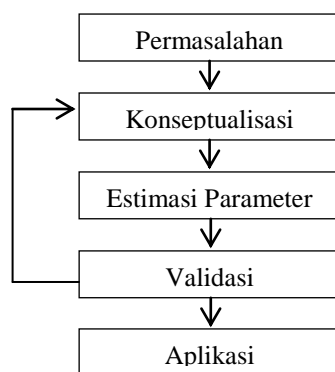 Permasalahan
Konseptualisasi
Estimasi Parameter
Validasi
Aplikasi